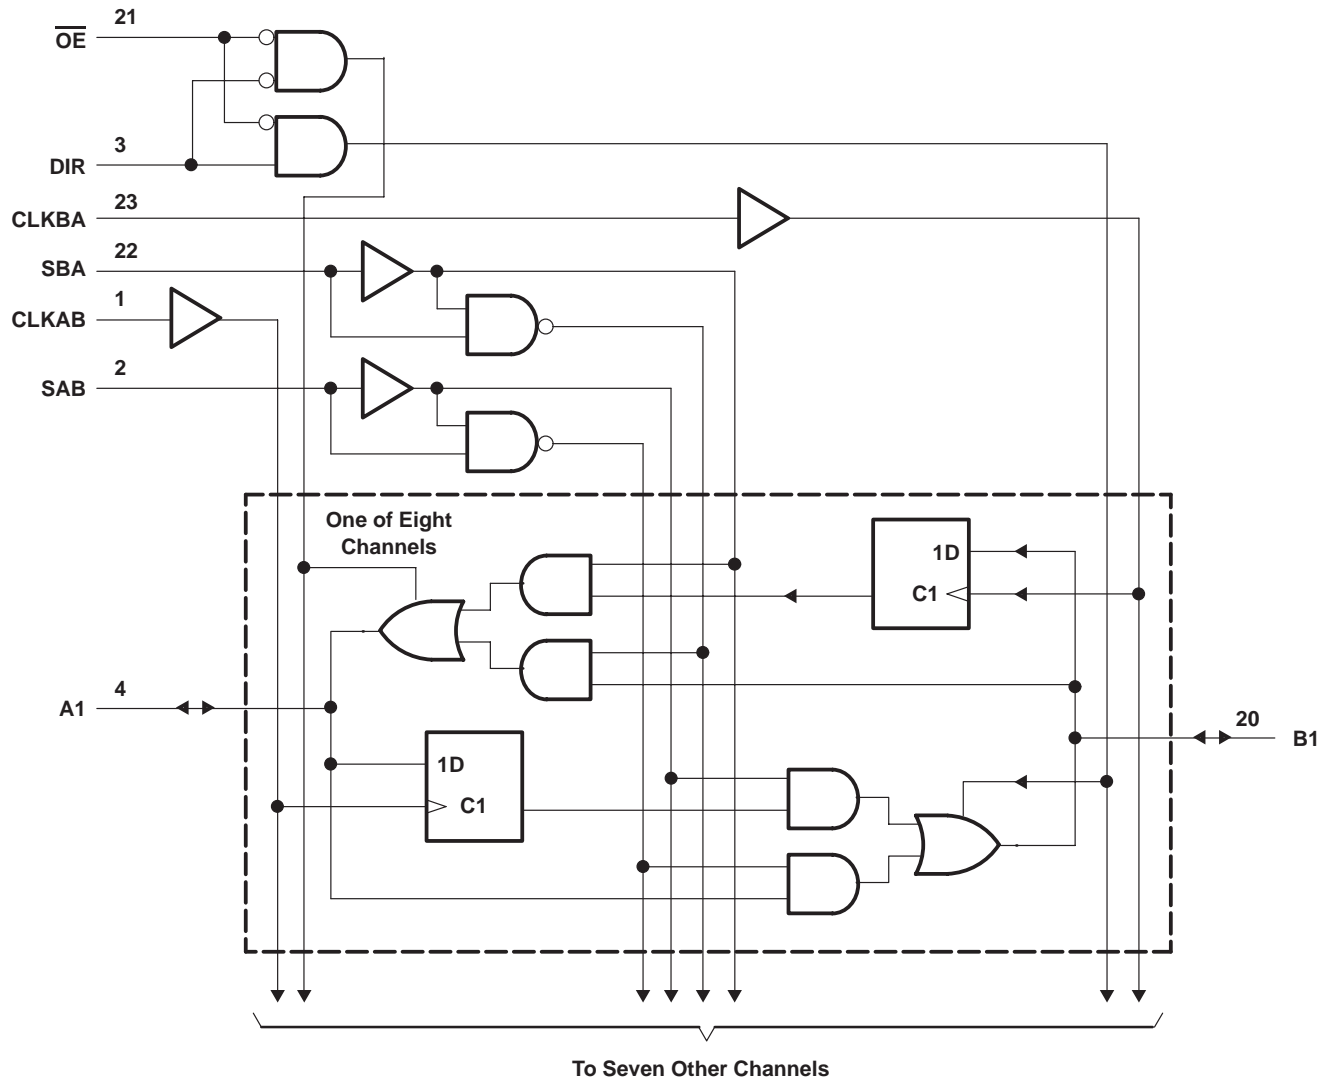 21
OE
3
DIR
23
CLKBA
22
SBA
1
CLKAB
2
SAB
One of Eight
Channels
1D
C1
4
A1
20
B1
1D
C1
To Seven Other Channels